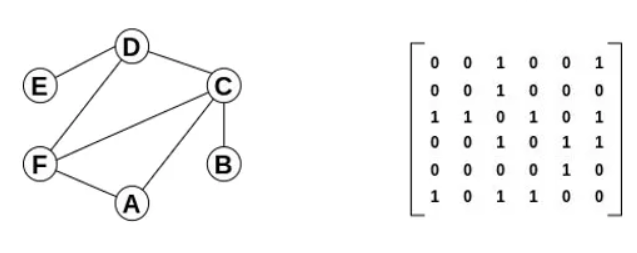 D
E
C
F
B
A
0 0 1 0 0 1
0 0 1 0 0 0
1 1 0 1 0 1
0 0 1 0 1 1
0 0 0 0 1 0
1 0 1 1 0 0